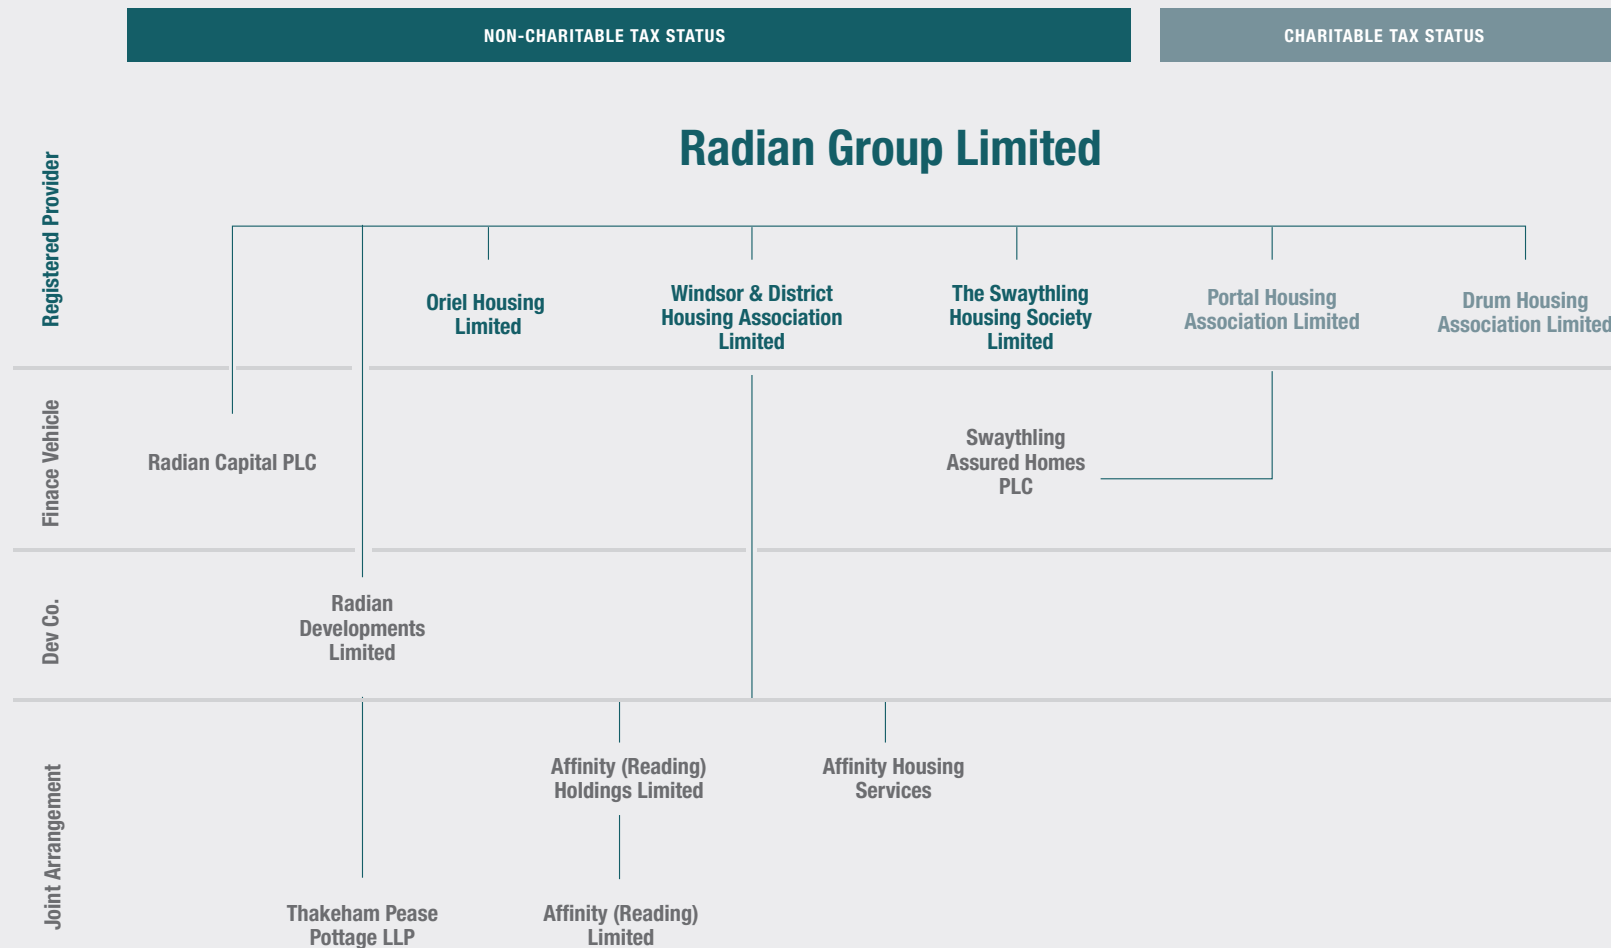 NON-CHARITABLE TAX STATUS
CHARITABLE TAX STATUS
Radian Group Limited
Registered Provider
Oriel Housing
Limited
Windsor & District
Housing Association
Limited
The Swaythling
Housing Society
Limited
Portal Housing
Association Limited
Drum Housing
Association Limited
Finace Vehicle
Radian Capital PLC
Swaythling
Assured Homes
PLC
Dev Co.
Radian
Developments
Limited
Joint Arrangement
Affinity (Reading)
Holdings Limited
Affinity Housing
Services
Thakeham Pease
Pottage LLP
Affinity (Reading)
Limited